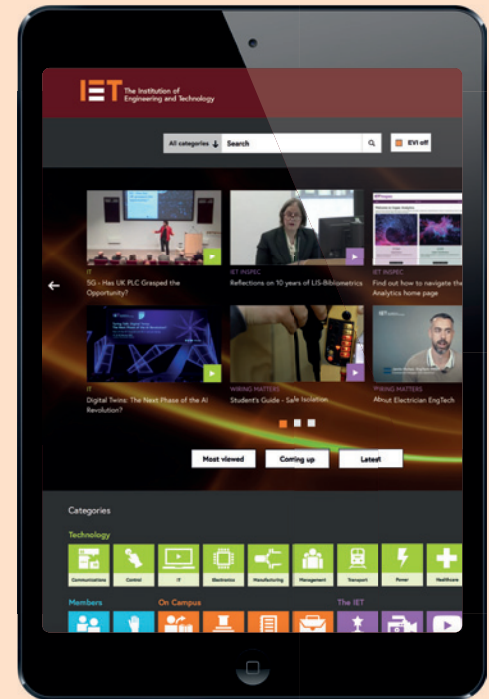 IET The Institution of
Engineering and Technology
All categories Search EVI off
IT
5G - Has UK PLC Grasped the
Opportunity?
IET INSPEC
Reflections on 10 years of LIS-Bibliometrics
IET INSPEC
Find out how to navigate the
Analytics home page
IT
Digital Twins: The Next Phase of the AI
Revolution?
WIRING MATTERS
Student's Guide - Safe Isolation
WIRING MATTERS
About Electrician EngTech
Most viewed Coming up Latest
Categories
Technology
Communications Control IT Electronics Manufacturing Management Transport Power Healthcare
Members On Campus The IET